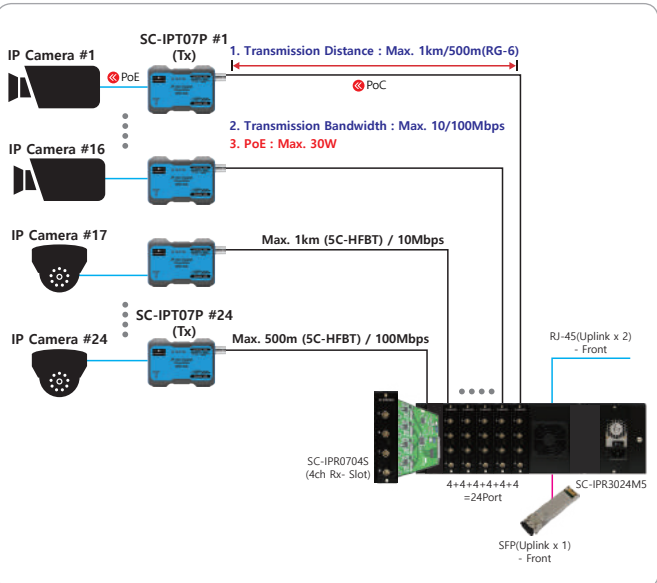 IP Camera #1
SC-IPT07P #1
(Tx)
1. Transmission Distance : Max. 1km/500m(RG-6)
PoE
PoC
IP Camera #16
2. Transmission Bandwidth : Max. 10/100Mbps
3. PoE : Max. 30W
IP Camera #17
Max. 1km (5C-HFBT) / 10Mbps
SC-IPT07P #24
(Tx)
IP Camera #24
Max. 500m (5C-HFBT) / 100Mbps
RJ-45(Uplink x 2)
- Front
SC-IPR0704S
(4ch Rx- Slot)
4+4+4+4+4+4
=24Port
SC-IPR3024M5
SFP(Uplink x 1)
- Front